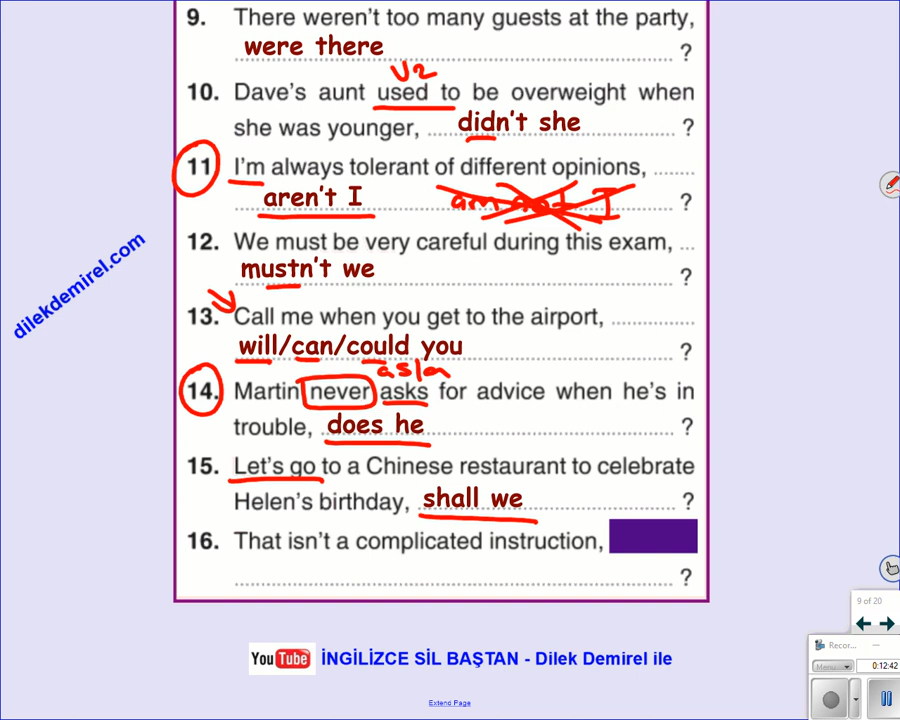 9. There weren't too many guests at the party,
were there ?
V2
10. Dave's aunt used to be overweight when
she was younger, didn't she ?
11 I'm always tolerant of different opinions,
aren't I am not I ?
12. We must be very careful during this exam,
mustn't we ?
13. Call me when you get to the airport,
will/can/could you ?
asla
14. Martin never asks for advice when he's in
trouble, does he ?
15. Let's go to a Chinese restaurant to celebrate
Helen's birthday, shall we ?
16. That isn't a complicated instruction,
?
dilekdemirel.com
YouTube İNGİLİZCE SİL BAŞTAN - Dilek Demirel ile
Extend Page
9 of 20
Recor...
Menu
0:12:42